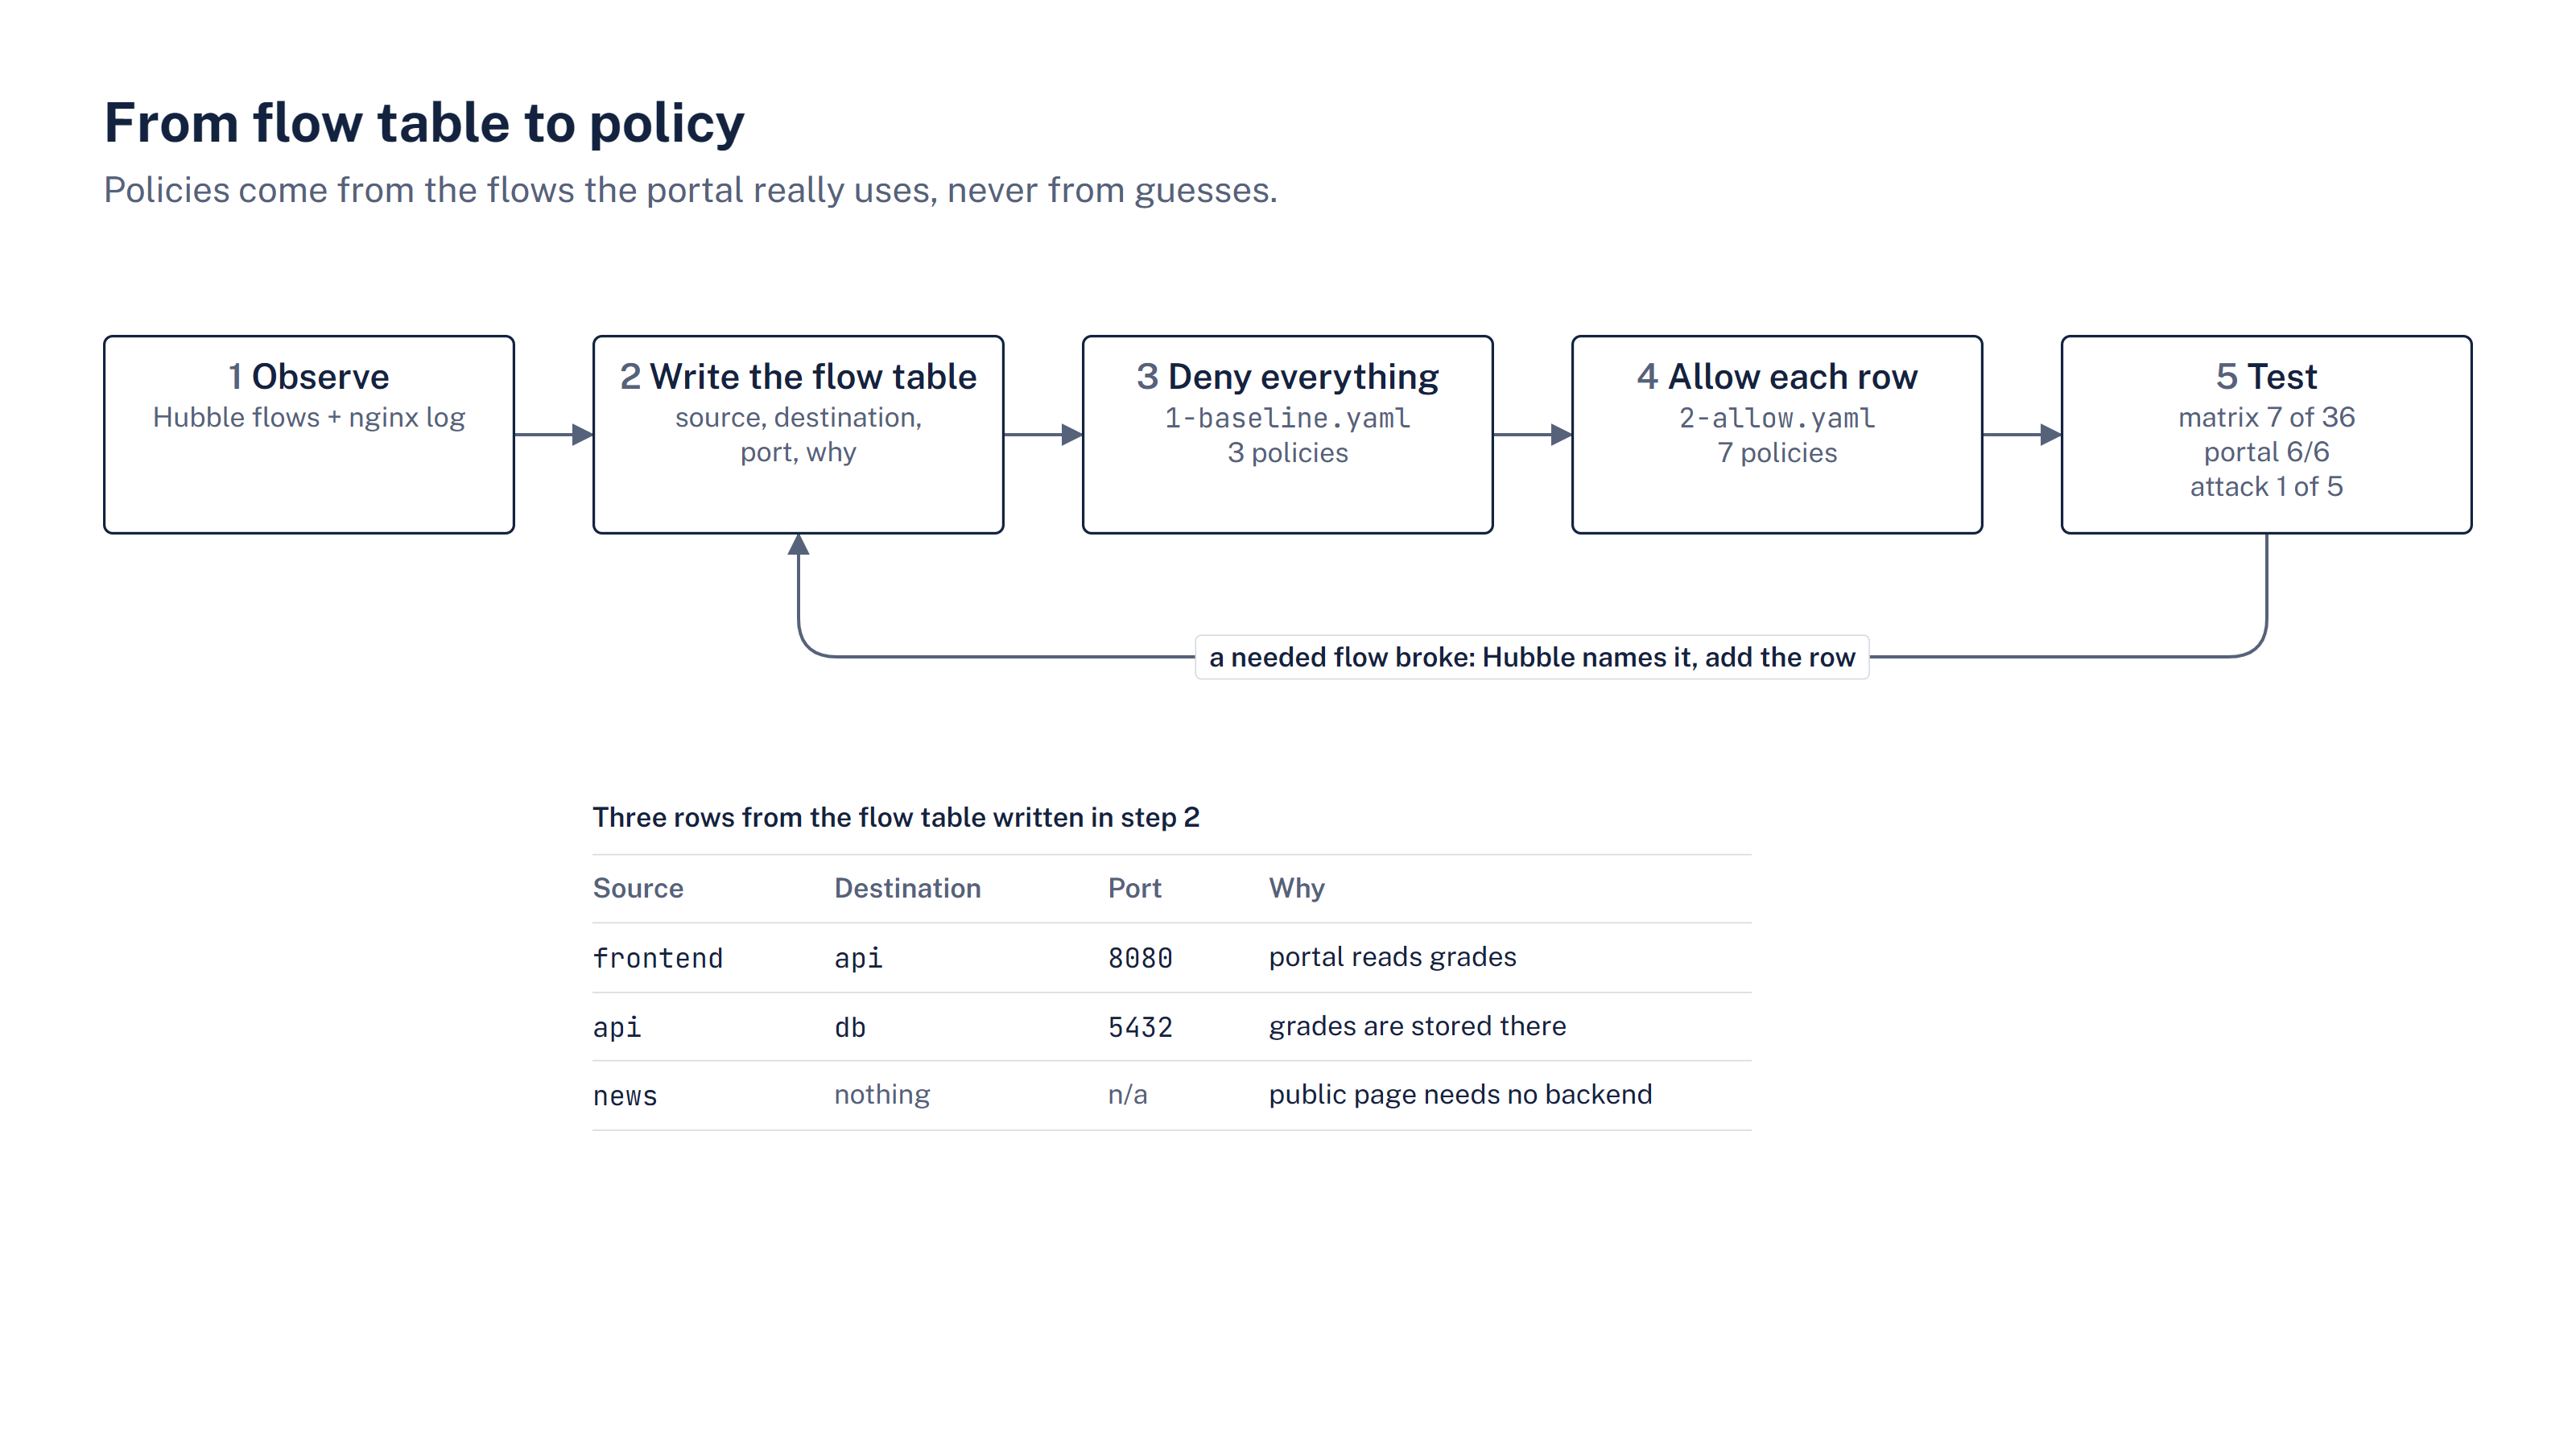 From flow table to policy
Policies come from the flows the portal really uses, never from guesses.
1 Observe
Hubble flows + nginx log
2 Write the flow table
source, destination,
port, why
3 Deny everything
1-baseline.yaml
3 policies
4 Allow each row
2-allow.yaml
7 policies
5 Test
matrix 7 of 36
portal 6/6
attack 1 of 5
a needed flow broke: Hubble names it, add the row
Three rows from the flow table written in step 2
Source Destination Port Why
frontend api 8080 portal reads grades
api db 5432 grades are stored there
news nothing n/a public page needs no backend